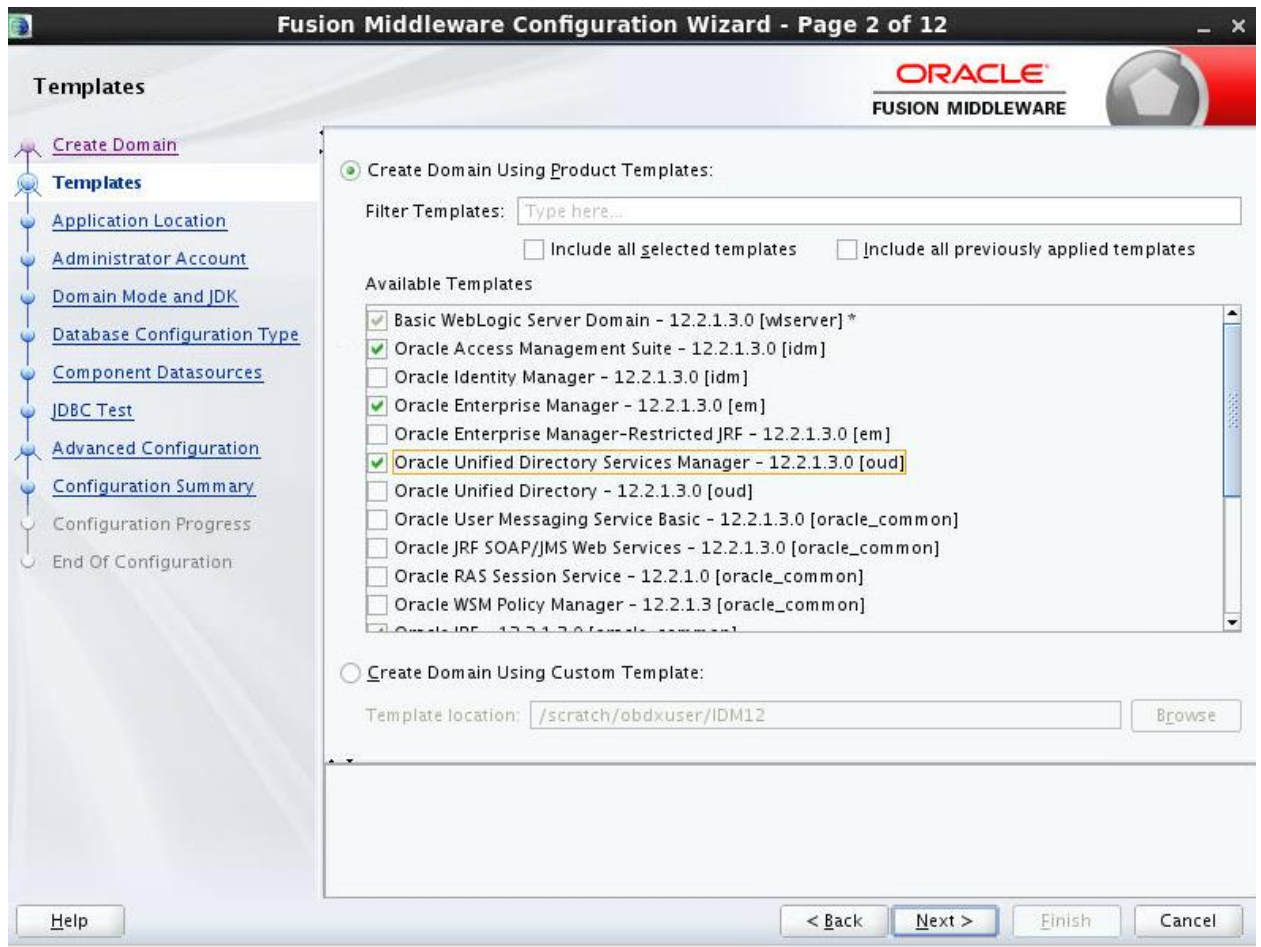 Fusion Middleware Configuration Wizard - Page 2 of 12
Templates
ORACLE
FUSION MIDDLEWARE
Create Domain
Templates
Application Location
Administrator Account
Domain Mode and JDK
Database Configuration Type
Component Datasources
JDBC Test
Advanced Configuration
Configuration Summary
Configuration Progress
End Of Configuration
Create Domain Using Product Templates:
Filter Templates: Type here...
Include all selected templates Include all previously applied templates
Available Templates
Basic WebLogic Server Domain - 12.2.1.3.0 [wlserver] *
Oracle Access Management Suite - 12.2.1.3.0 [idm]
Oracle Identity Manager - 12.2.1.3.0 [idm]
Oracle Enterprise Manager - 12.2.1.3.0 [em]
Oracle Enterprise Manager-Restricted JRF - 12.2.1.3.0 [em]
Oracle Unified Directory Services Manager - 12.2.1.3.0 [oud]
Oracle Unified Directory - 12.2.1.3.0 [oud]
Oracle User Messaging Service Basic - 12.2.1.3.0 [oracle_common]
Oracle JRF SOAP/JMS Web Services - 12.2.1.3.0 [oracle_common]
Oracle RAS Session Service - 12.2.1.0 [oracle_common]
Oracle WSM Policy Manager - 12.2.1.3 [oracle_common]
Oracle JRF - 12.2.1.3.0 [oracle_common]
Create Domain Using Custom Template:
Template location: /scratch/obdxuser/IDM12 Browse
Help < Back Next > Finish Cancel